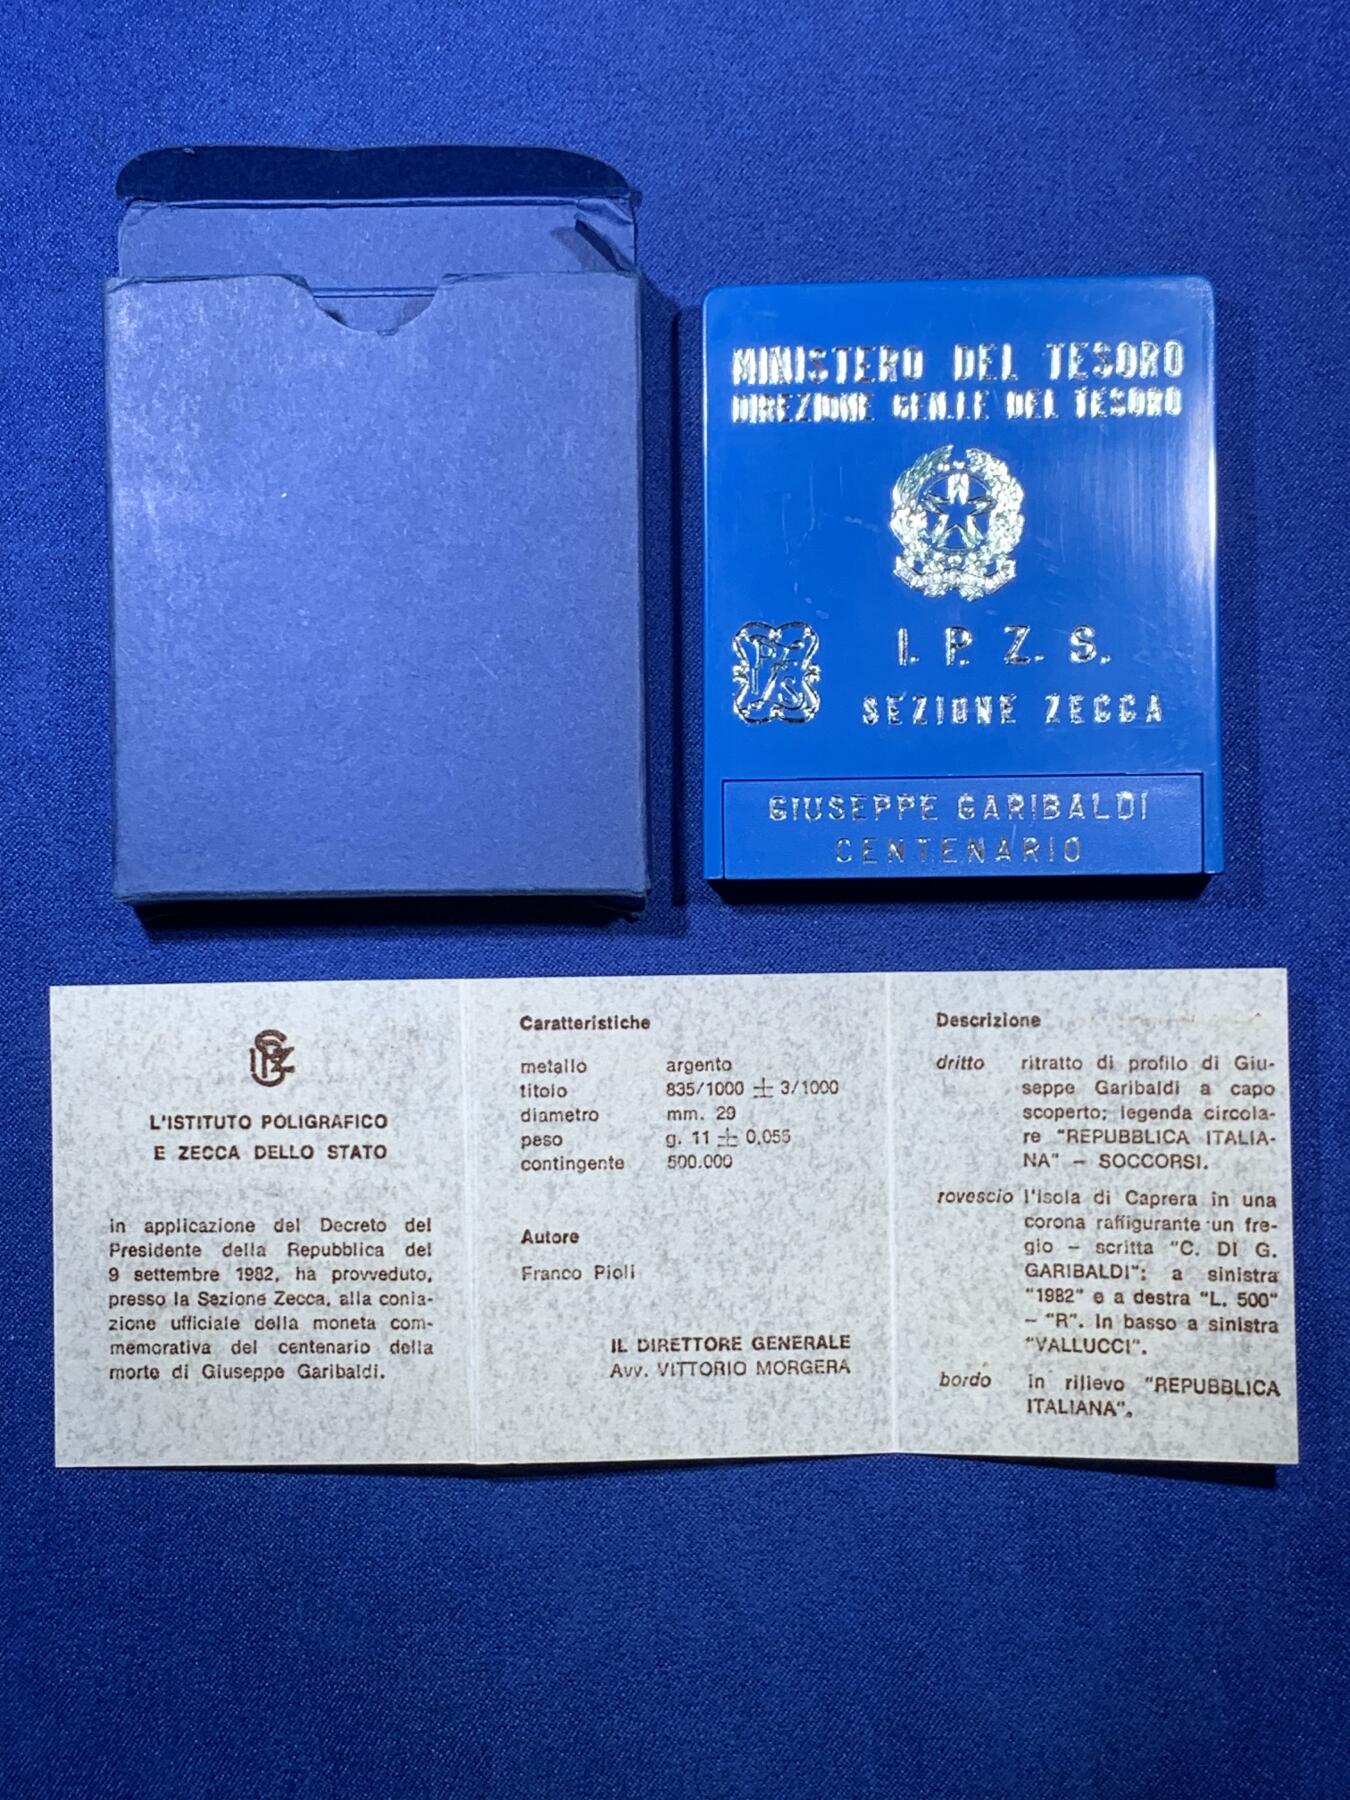 MINISTERO DEL TESORO
DIREZIONE GEN.LE DEL TESORO
I. P. Z. S.
SEZIONE ZECCA
GIUSEPPE GARIBALDI
CENTENARIO
L'ISTITUTO POLIGRAFICO
E ZECCA DELLO STATO
in applicazione del Decreto del
Presidente della Repubblica del
9 settembre 1982, ha provveduto,
presso la Sezione Zecca, alla conia-
zione ufficiale della moneta com-
memorativa del centenario della
morte di Giuseppe Garibaldi.
Caratteristiche
metallo argento
titolo 835/1000 ± 3/1000
diametro mm. 29
peso g. 11 ± 0,055
contingente 500.000
Autore
Franco Pioli
IL DIRETTORE GENERALE
Avv. VITTORIO MORGERA
Descrizione
dritto ritratto di profilo di Giu-
seppe Garibaldi a capo
scoperto; legenda circola-
re "REPUBBLICA ITALIA-
NA" – SOCCORSI.
rovescio l'isola di Caprera in una
corona raffigurante un fre-
gio – scritta "C. DI G.
GARIBALDI"; a sinistra
"1982" e a destra "L. 500"
– "R". In basso a sinistra
"VALLUCCI".
bordo in rilievo "REPUBBLICA
ITALIANA".